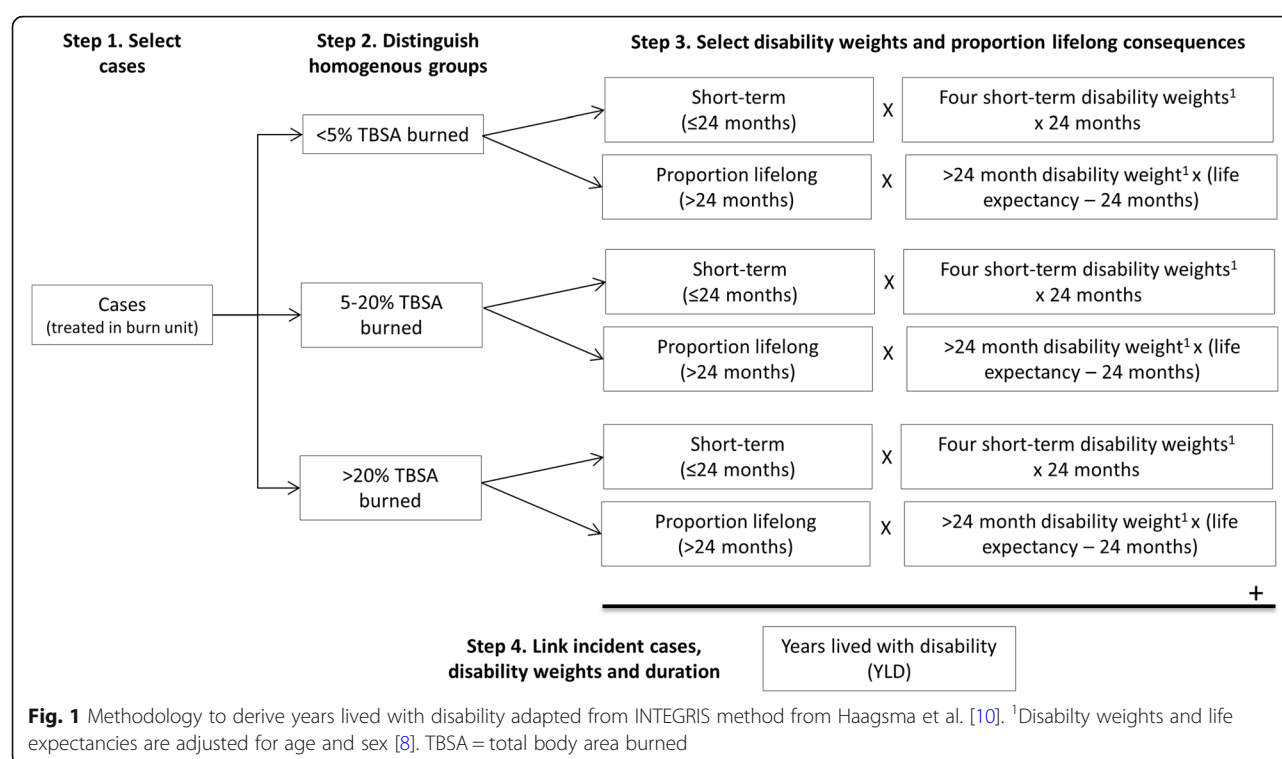 Step 1. Select
cases
Step 2. Distinguish
homogenous groups
Step 3. Select disability weights and proportion lifelong consequences
Cases
(treated in burn unit)
<5% TBSA burned
Short-term
(≤24 months)
X
Four short-term disability weights¹
x 24 months
Proportion lifelong
(>24 months)
X
>24 month disability weight¹ x (life
expectancy – 24 months)
5-20% TBSA
burned
Short-term
(≤24 months)
X
Four short-term disability weights¹
x 24 months
Proportion lifelong
(>24 months)
X
>24 month disability weight¹ x (life
expectancy – 24 months)
>20% TBSA
burned
Short-term
(≤24 months)
X
Four short-term disability weights¹
x 24 months
Proportion lifelong
(>24 months)
X
>24 month disability weight¹ x (life
expectancy – 24 months)
+
Step 4. Link incident cases,
disability weights and duration
Years lived with disability
(YLD)
Fig. 1 Methodology to derive years lived with disability adapted from INTEGRIS method from Haagsma et al. [10]. ¹Disabilty weights and life
expectancies are adjusted for age and sex [8]. TBSA = total body area burned